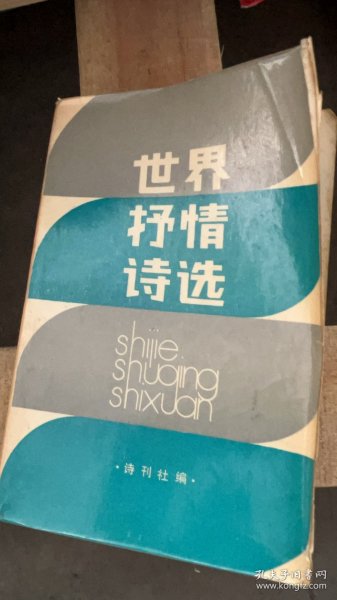 世界
抒情
诗选
shijie
shuqing
shixuan
·诗刊社编·
孔夫子旧书网
www.kongfz.com